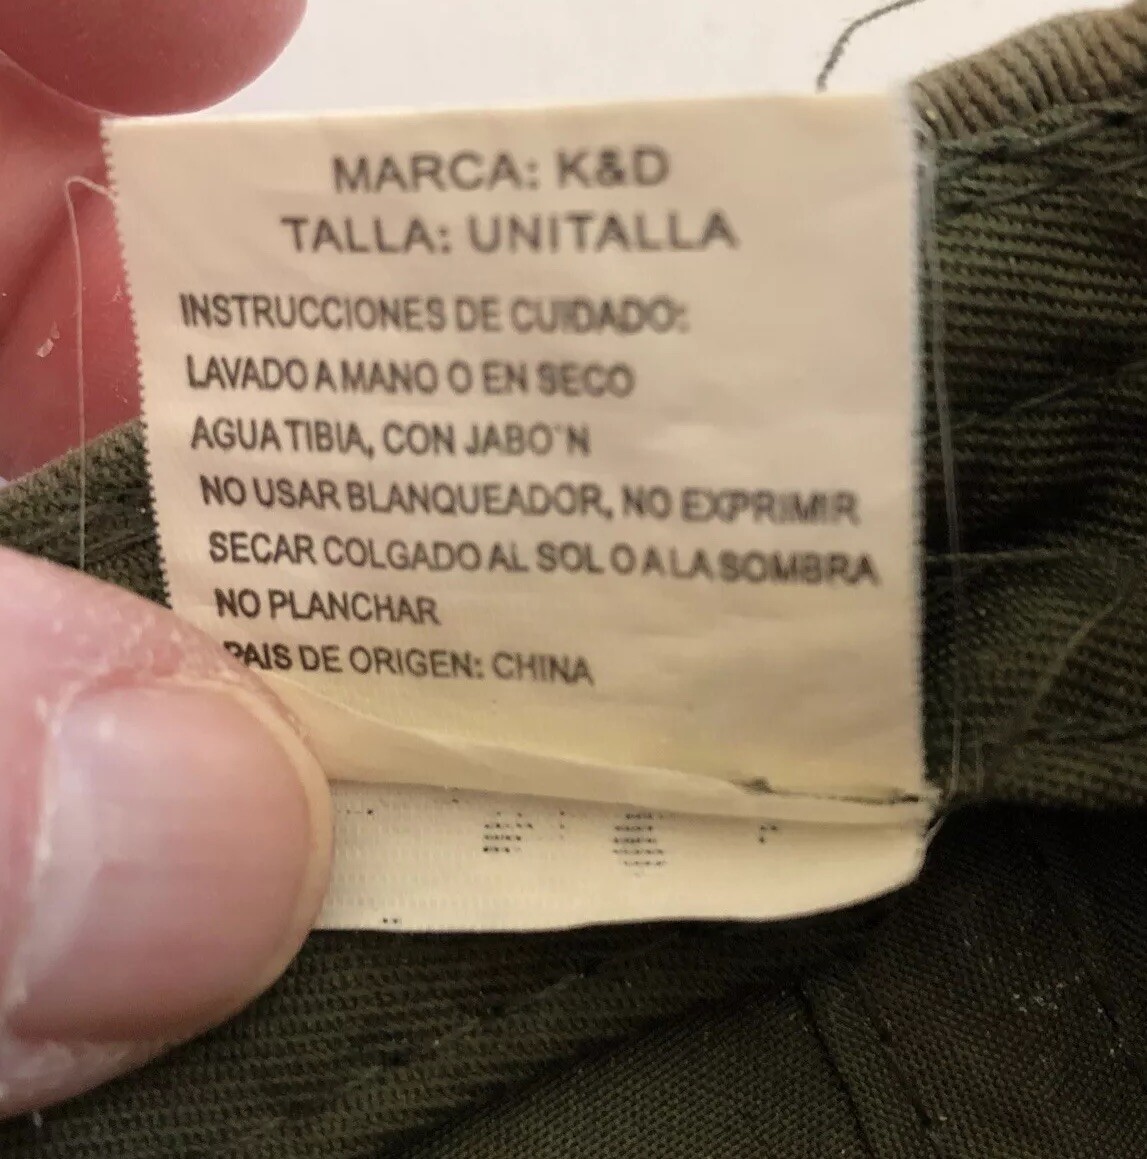 MARCA: K&D
TALLA: UNITALLA
INSTRUCCIONES DE CUIDADO:
LAVADO A MANO O EN SECO
AGUA TIBIA, CON JABO´N
NO USAR BLANQUEADOR, NO EXPRIMIR
SECAR COLGADO AL SOL O A LA SOMBRA
NO PLANCHAR
PAIS DE ORIGEN: CHINA